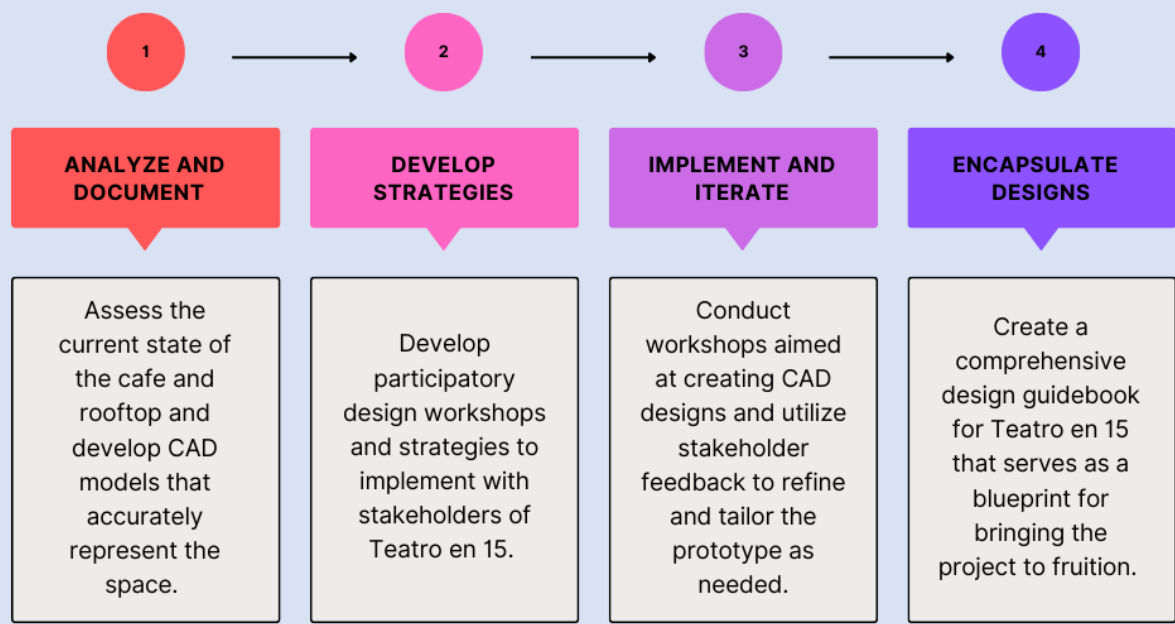 1
2
3
4
ANALYZE AND
DOCUMENT
DEVELOP
STRATEGIES
IMPLEMENT AND
ITERATE
ENCAPSULATE
DESIGNS
Assess the
current state of
the cafe and
rooftop and
develop CAD
models that
accurately
represent the
space.
Develop
participatory
design workshops
and strategies to
implement with
stakeholders of
Teatro en 15.
Conduct
workshops aimed
at creating CAD
designs and utilize
stakeholder
feedback to refine
and tailor the
prototype as
needed.
Create a
comprehensive
design guidebook
for Teatro en 15
that serves as a
blueprint for
bringing the
project to fruition.